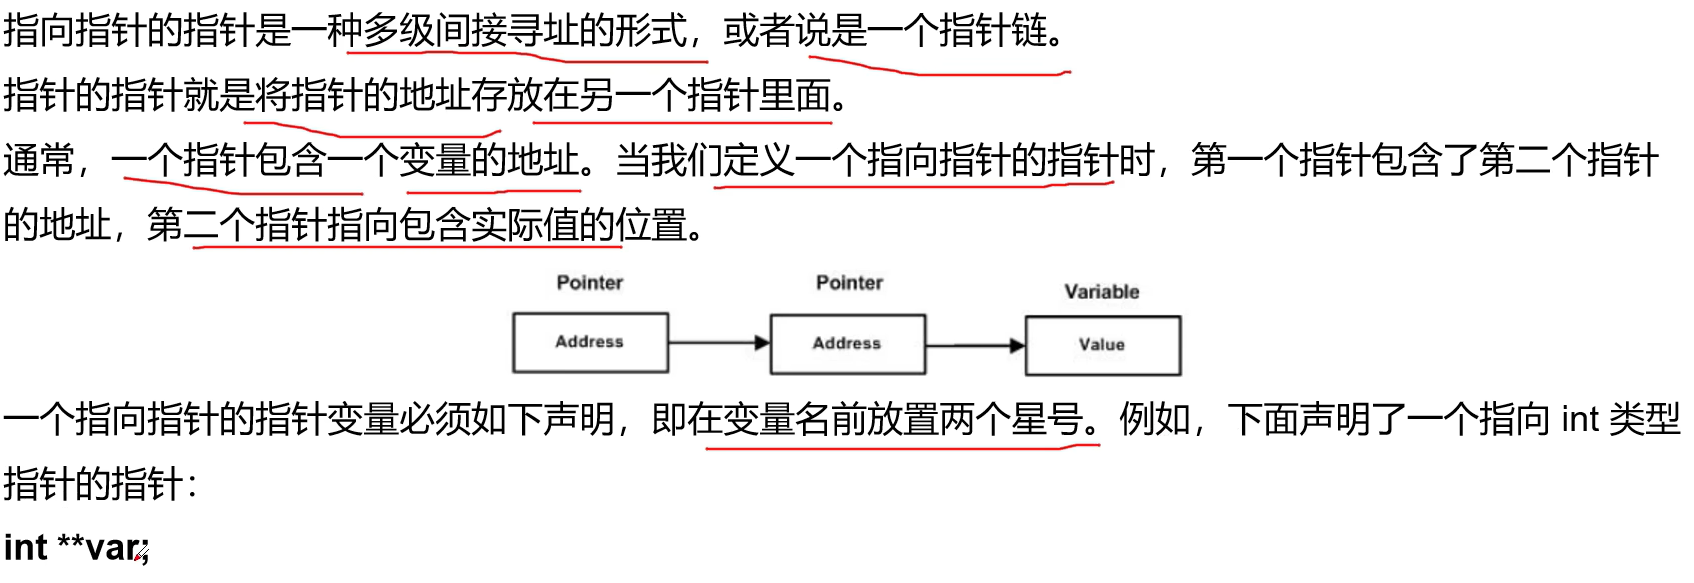 指向指针的指针是一种多级间接寻址的形式，或者说是一个指针链。
指针的指针就是将指针的地址存放在另一个指针里面。
通常，一个指针包含一个变量的地址。当我们定义一个指向指针的指针时，第一个指针包含了第二个指针
的地址，第二个指针指向包含实际值的位置。
Pointer Pointer Variable
Address Address Value
一个指向指针的指针变量必须如下声明，即在变量名前放置两个星号。例如，下面声明了一个指向 int 类型
指针的指针：
int **var;